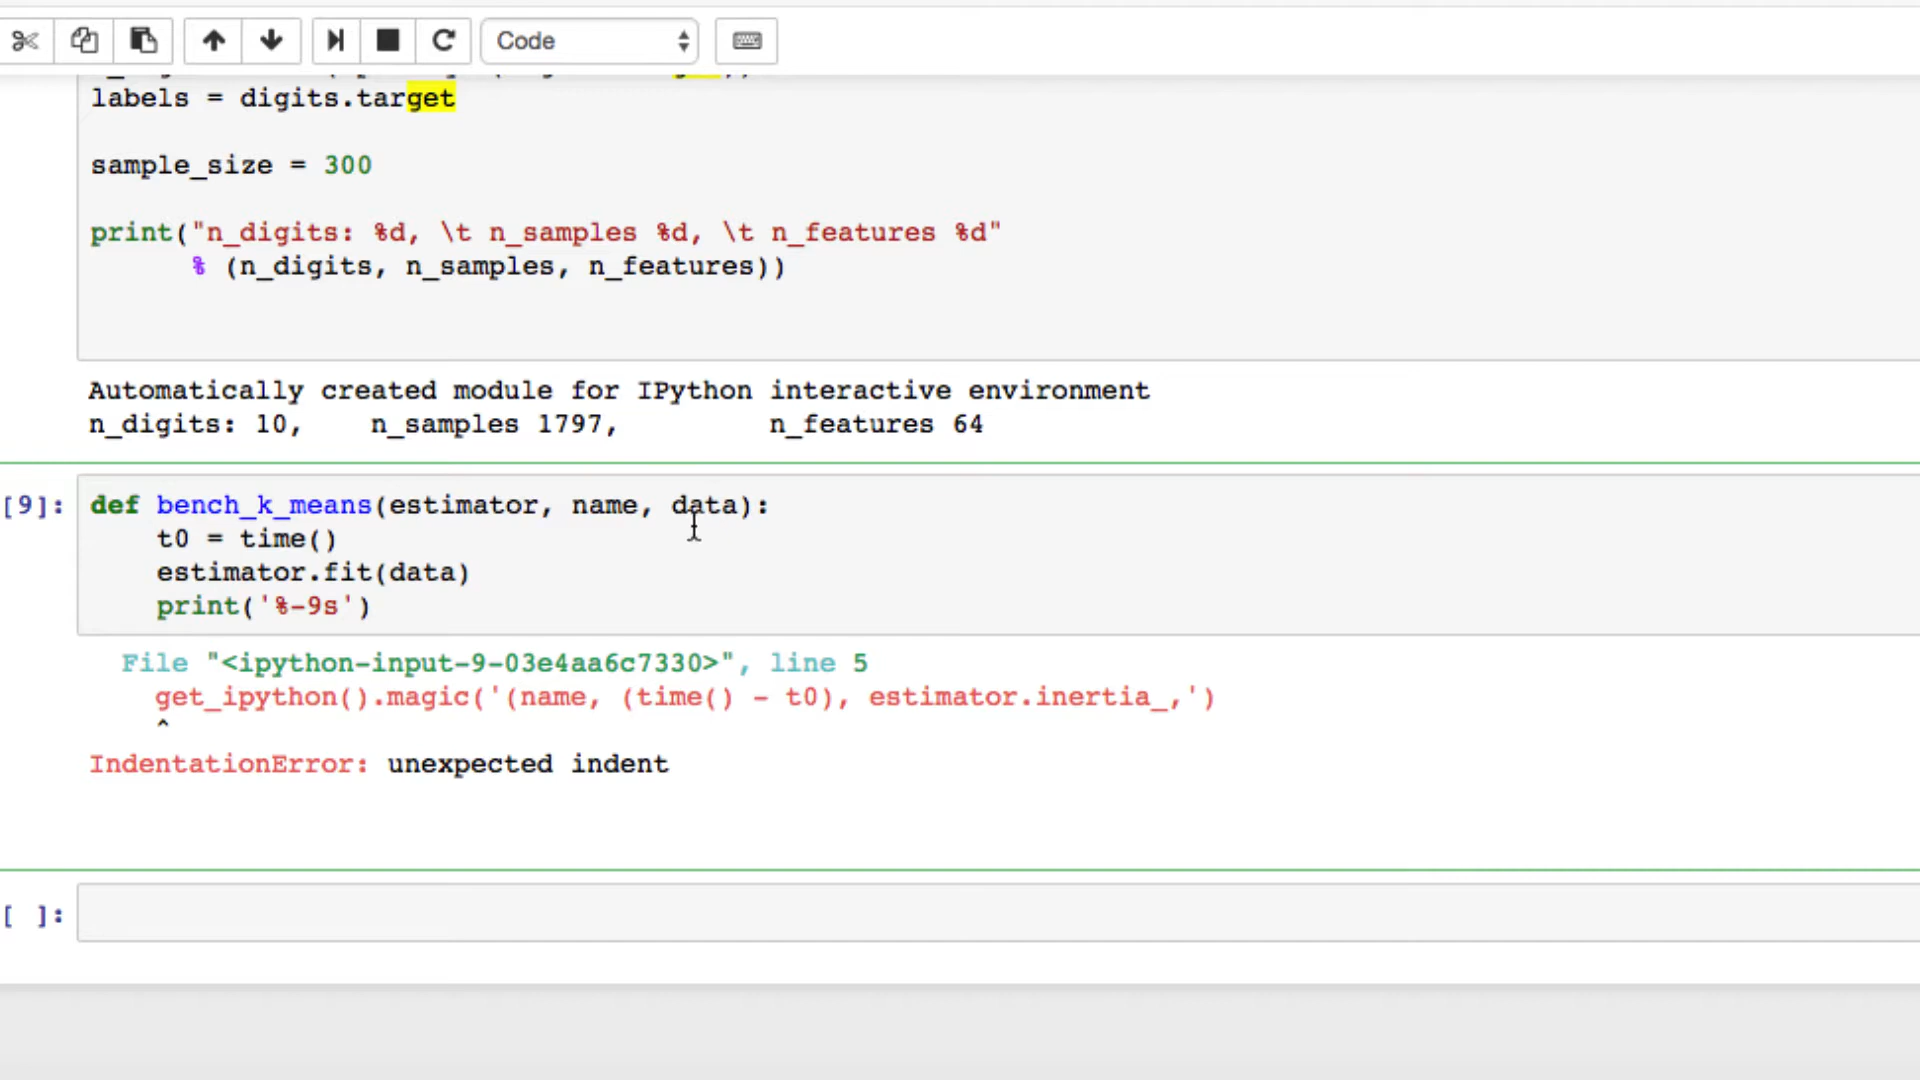 Code
labels = digits.target
sample_size = 300
print("n_digits: %d, \t n_samples %d, \t n_features %d"
% (n_digits, n_samples, n_features))
Automatically created module for IPython interactive environment
n_digits: 10,    n_samples 1797,         n_features 64
[9]: def bench_k_means(estimator, name, data):
t0 = time()
estimator.fit(data)
print('%-9s')
File "<ipython-input-9-03e4aa6c7330>", line 5
get_ipython().magic('(name, (time() - t0), estimator.inertia_,')
^
IndentationError: unexpected indent
[ ]: